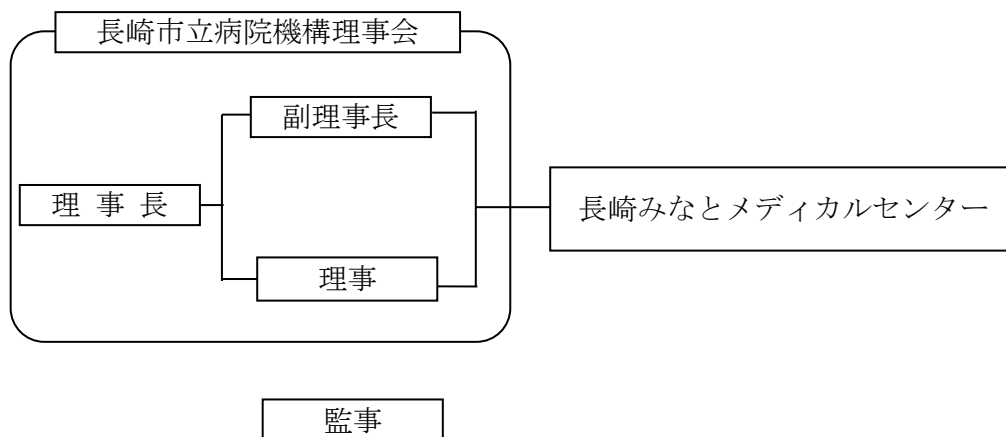 長崎市立病院機構理事会
副理事長
理 事 長
長崎みなとメディカルセンター
理事
監事